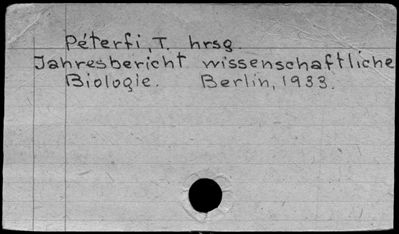 Péterfi, T. hrsg.
Jahresbericht wissenschaftliche
Biologie. Berlin, 1933.